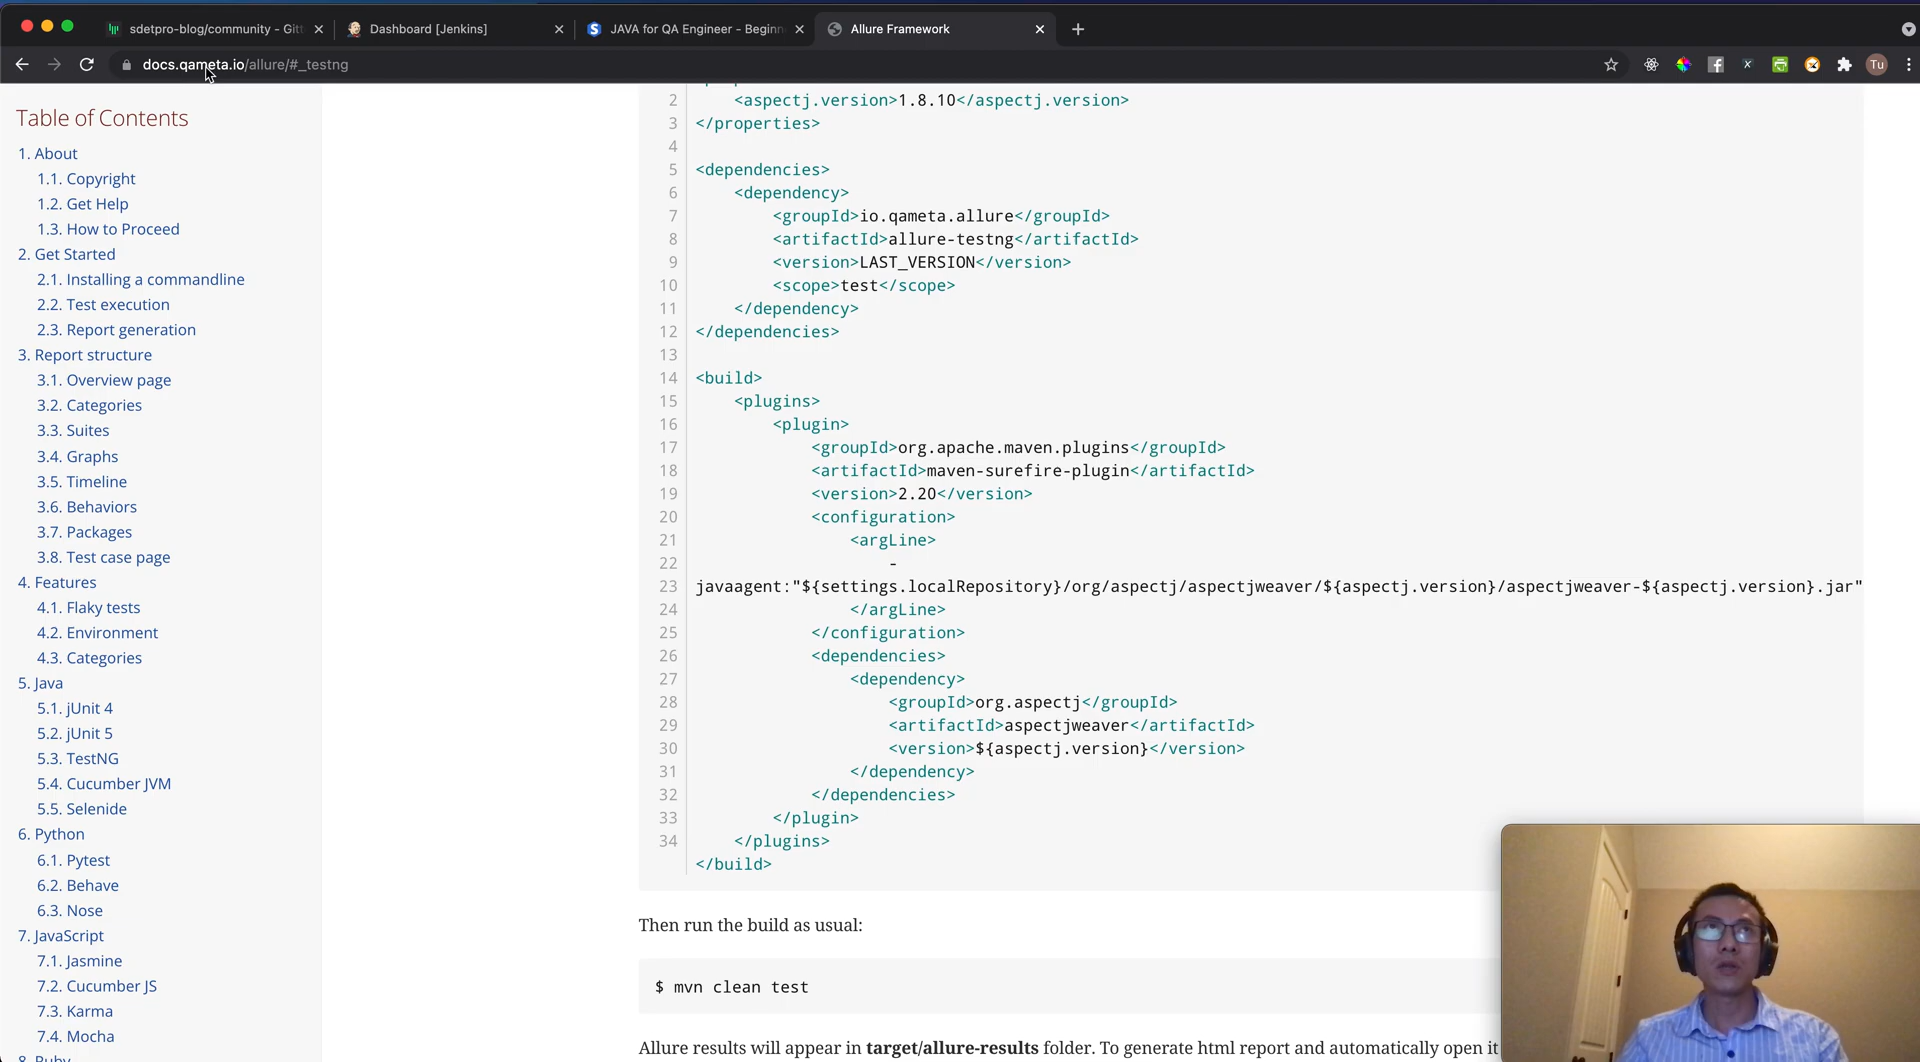 sdetpro-blog/community - Gitt
Dashboard [Jenkins]
JAVA for QA Engineer - Beginn
Allure Framework
docs.qameta.io/allure/#_testng
Tu
Table of Contents
1. About
1.1. Copyright
1.2. Get Help
1.3. How to Proceed
2. Get Started
2.1. Installing a commandline
2.2. Test execution
2.3. Report generation
3. Report structure
3.1. Overview page
3.2. Categories
3.3. Suites
3.4. Graphs
3.5. Timeline
3.6. Behaviors
3.7. Packages
3.8. Test case page
4. Features
4.1. Flaky tests
4.2. Environment
4.3. Categories
5. Java
5.1. jUnit 4
5.2. jUnit 5
5.3. TestNG
5.4. Cucumber JVM
5.5. Selenide
6. Python
6.1. Pytest
6.2. Behave
6.3. Nose
7. JavaScript
7.1. Jasmine
7.2. Cucumber JS
7.3. Karma
7.4. Mocha
8. Ruby
2 <aspectj.version>1.8.10</aspectj.version>
3 </properties>
4
5 <dependencies>
6 <dependency>
7 <groupId>io.qameta.allure</groupId>
8 <artifactId>allure-testng</artifactId>
9 <version>LAST_VERSION</version>
10 <scope>test</scope>
11 </dependency>
12 </dependencies>
13
14 <build>
15 <plugins>
16 <plugin>
17 <groupId>org.apache.maven.plugins</groupId>
18 <artifactId>maven-surefire-plugin</artifactId>
19 <version>2.20</version>
20 <configuration>
21 <argLine>
22 -
23 javaagent:"${settings.localRepository}/org/aspectj/aspectjweaver/${aspectj.version}/aspectjweaver-${aspectj.version}.jar"
24 </argLine>
25 </configuration>
26 <dependencies>
27 <dependency>
28 <groupId>org.aspectj</groupId>
29 <artifactId>aspectjweaver</artifactId>
30 <version>${aspectj.version}</version>
31 </dependency>
32 </dependencies>
33 </plugin>
34 </plugins>
</build>
Then run the build as usual:
$ mvn clean test
Allure results will appear in target/allure-results folder. To generate html report and automatically open it